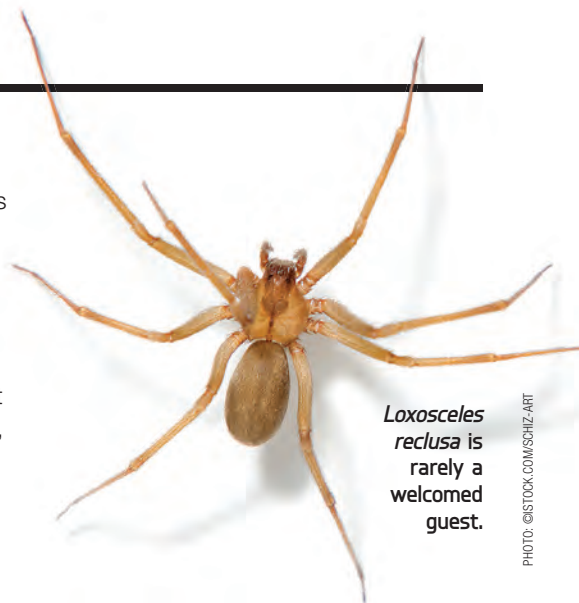 s
t
,
Loxosceles
reclusa is
rarely a
welcomed
guest.
PHOTO: ©ISTOCK.COM/SCHIZ-ART